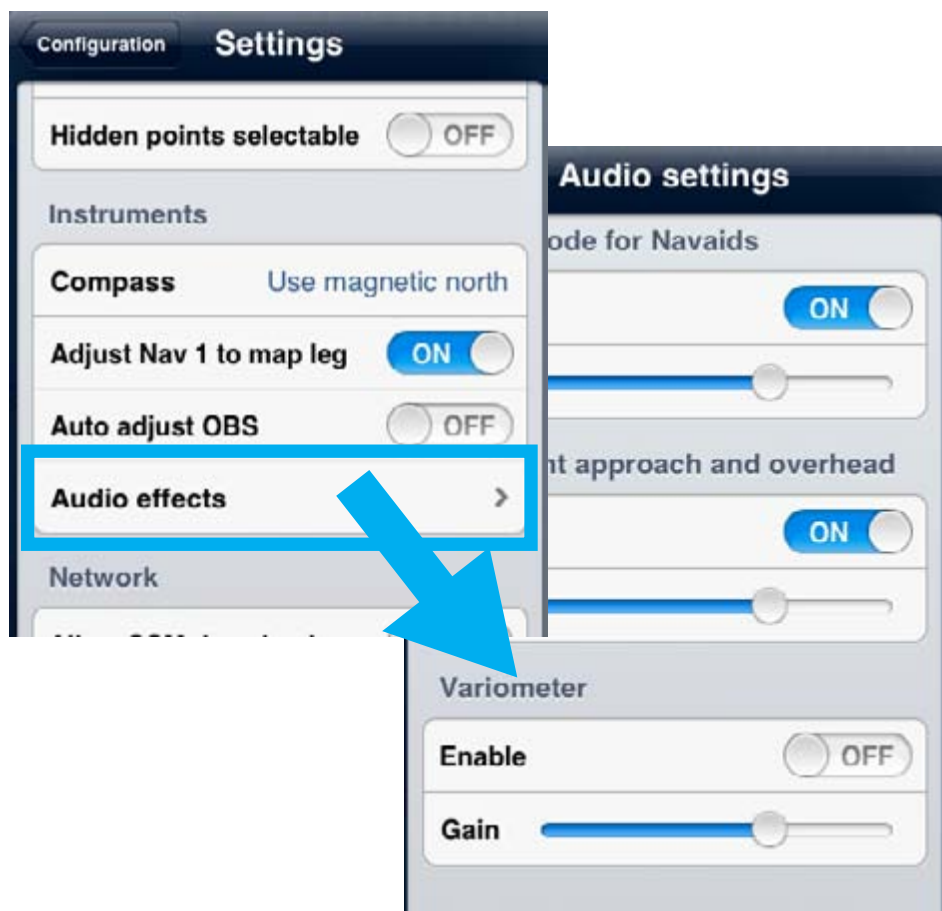 Configuration Settings
Hidden points selectable OFF
Instruments
Compass Use magnetic north
Adjust Nav 1 to map leg ON
Auto adjust OBS OFF
Audio effects
Network
Audio settings
for Navaids
ON
approach and overhead
ON
Variometer
Enable OFF
Gain